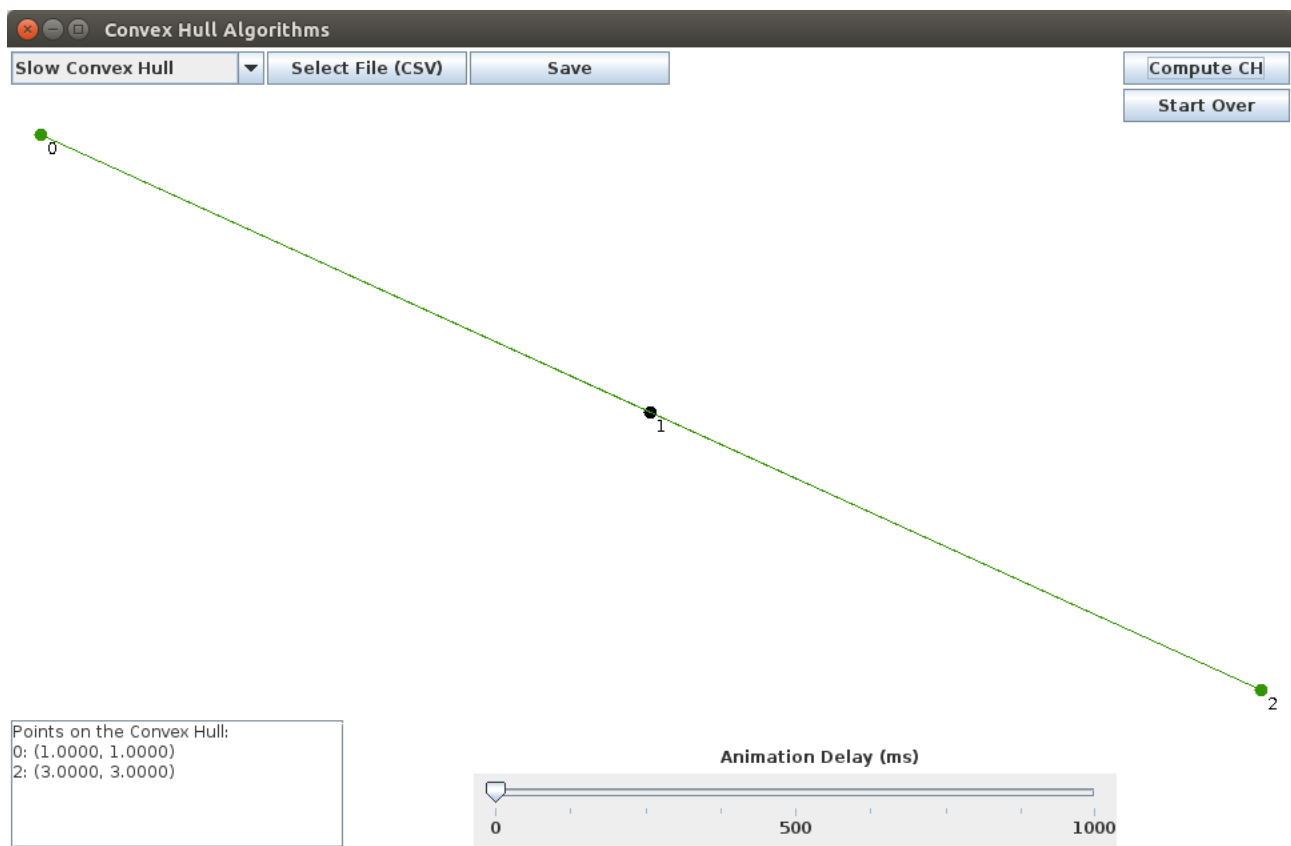 Convex Hull Algorithms
Slow Convex Hull Select File (CSV) Save Compute CH
Start Over
0
1
2
Points on the Convex Hull:
0: (1.0000, 1.0000)
2: (3.0000, 3.0000)
Animation Delay (ms)
0 500 1000